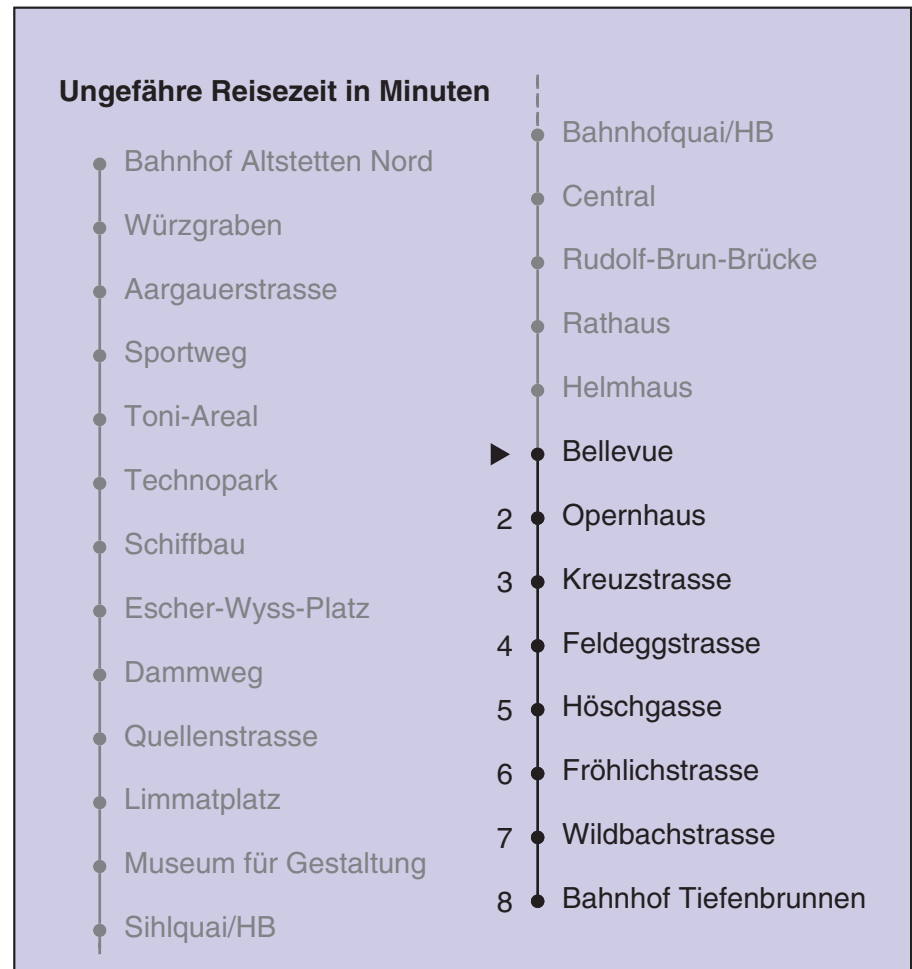 Ungefähre Reisezeit in Minuten
Bahnhof Altstetten Nord
Würzgraben
Aargauerstrasse
Sportweg
Toni-Areal
Technopark
Schiffbau
Escher-Wyss-Platz
Dammweg
Quellenstrasse
Limmatplatz
Museum für Gestaltung
Sihlquai/HB
Bahnhofquai/HB
Central
Rudolf-Brun-Brücke
Rathaus
Helmhaus
Bellevue
2 Opernhaus
3 Kreuzstrasse
4 Feldeggstrasse
5 Höschgasse
6 Fröhlichstrasse
7 Wildbachstrasse
8 Bahnhof Tiefenbrunnen